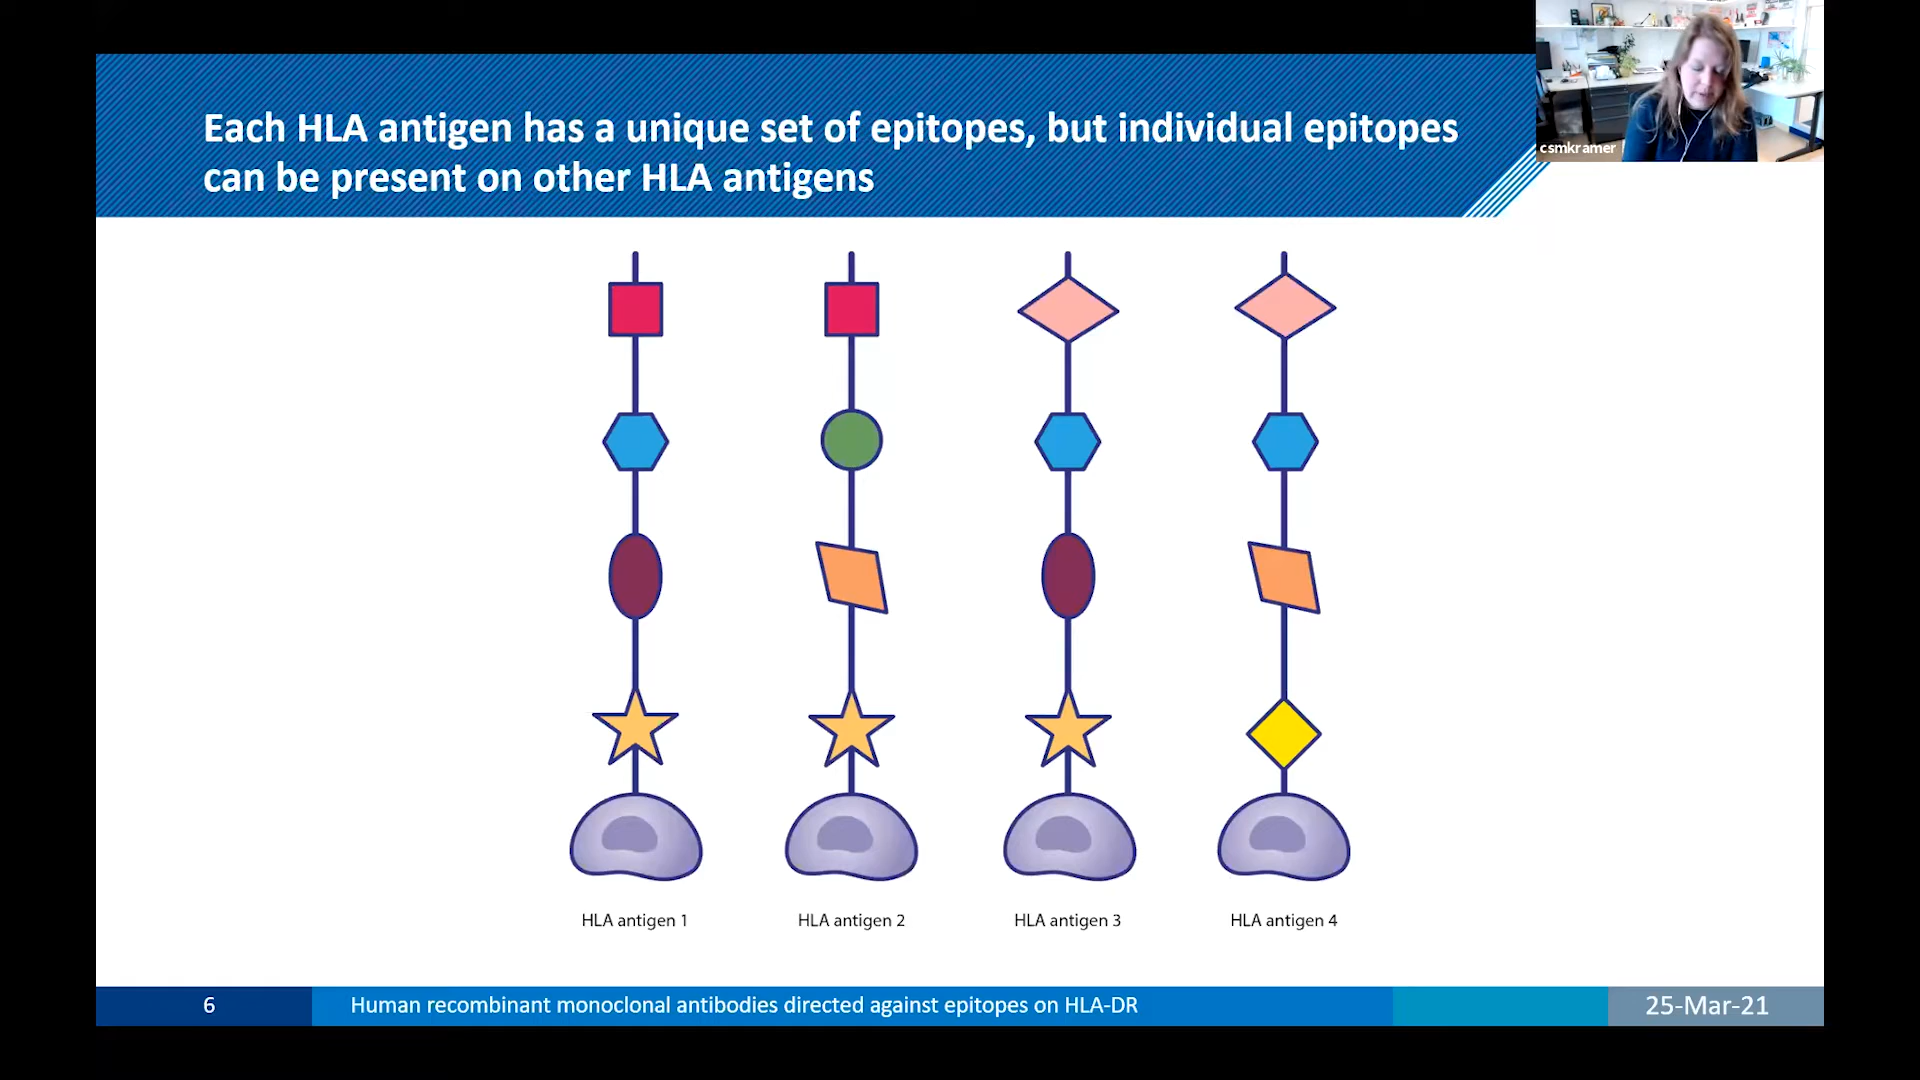 Each HLA antigen has a unique set of epitopes, but individual epitopes
can be present on other HLA antigens
csmkramer
HLA antigen 1
HLA antigen 2
HLA antigen 3
HLA antigen 4
6
Human recombinant monoclonal antibodies directed against epitopes on HLA-DR
25-Mar-21